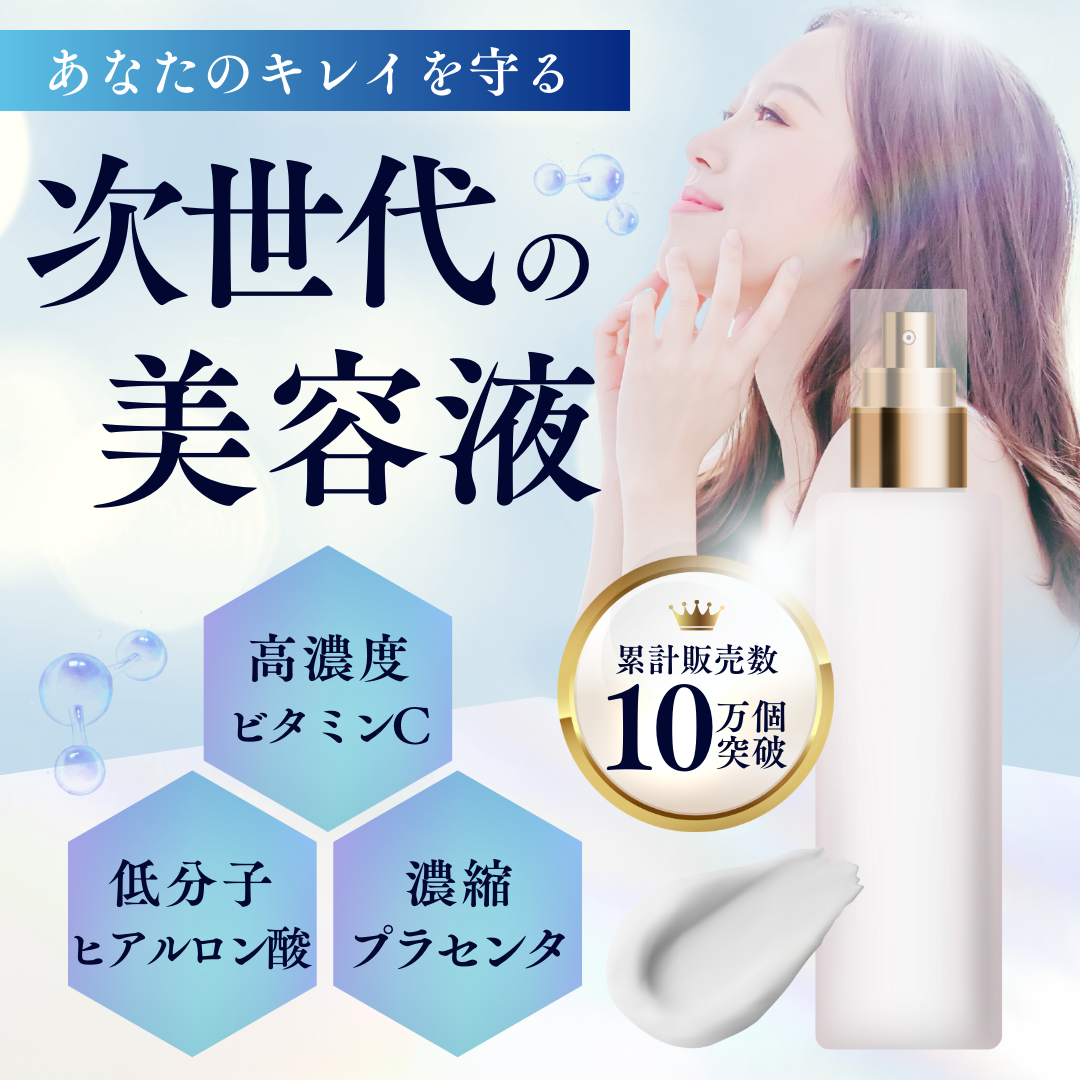 あなたのキレイを守る
次世代の
美容液
高濃度
ビタミンC
低分子
ヒアルロン酸
濃縮
プラセンタ
累計販売数
10万個
突破